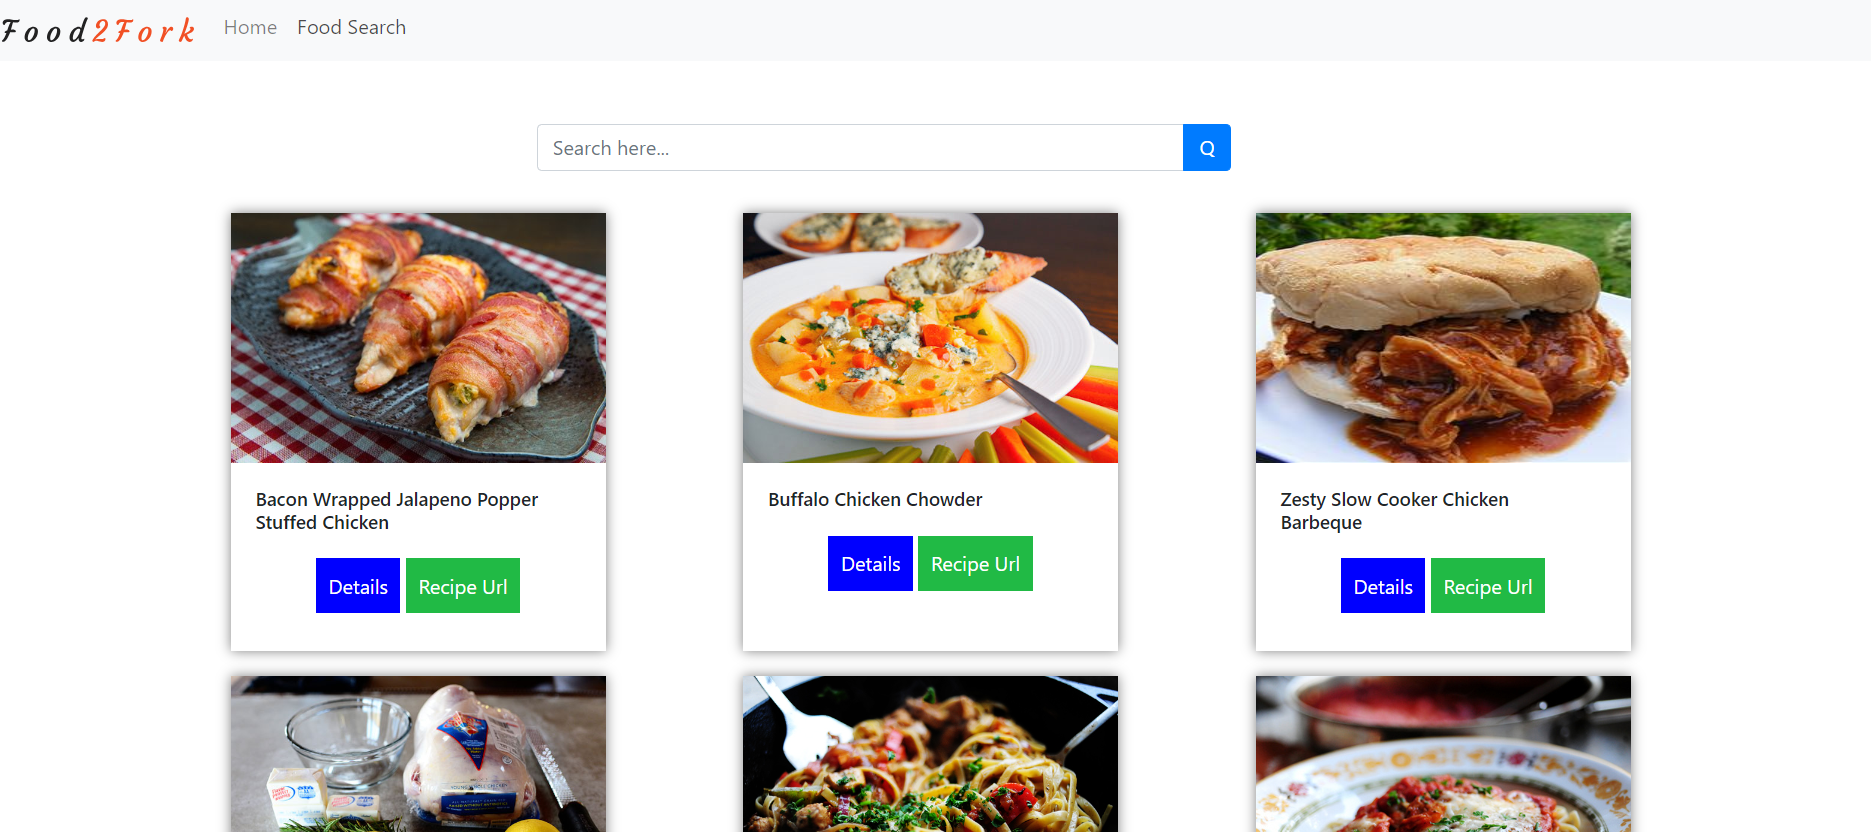 Food2Fork Home Food Search
Search here... Q
Bacon Wrapped Jalapeno Popper
Stuffed Chicken
Details Recipe Url
Buffalo Chicken Chowder
Details Recipe Url
Zesty Slow Cooker Chicken
Barbeque
Details Recipe Url